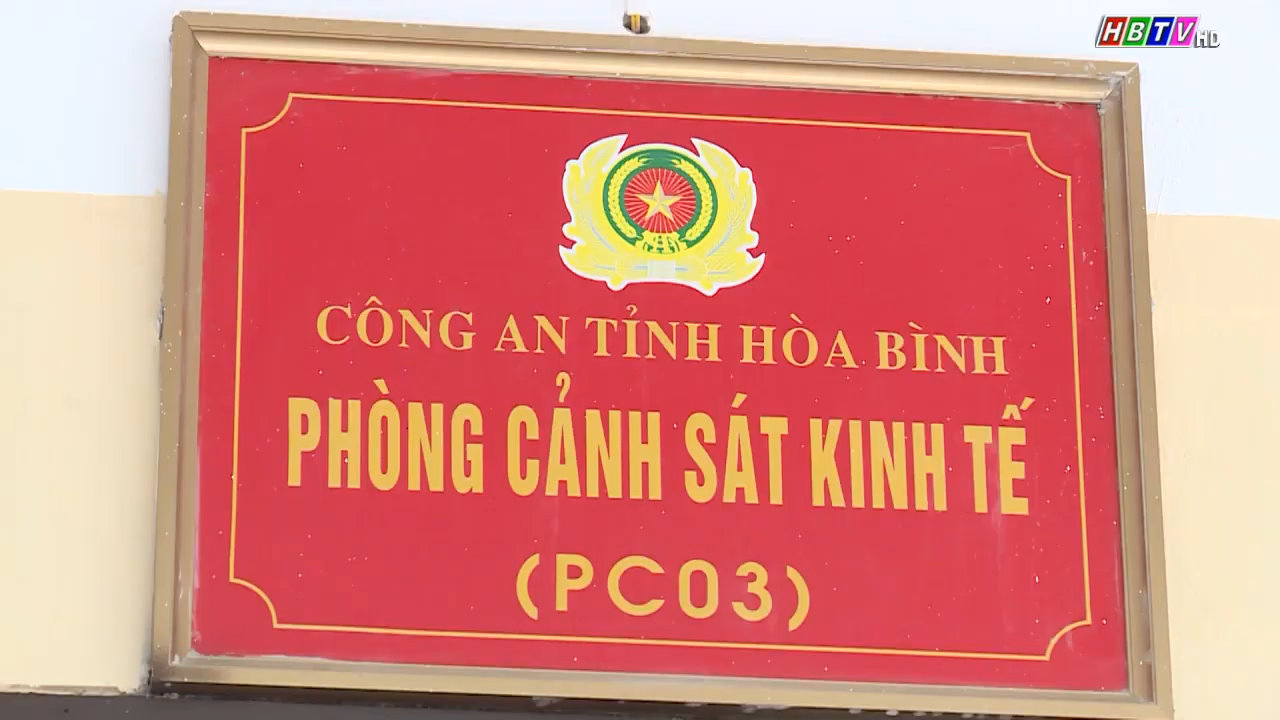 HBTV HD
CÔNG AN TỈNH HÒA BÌNH
PHÒNG CẢNH SÁT KINH TẾ
(PC03)